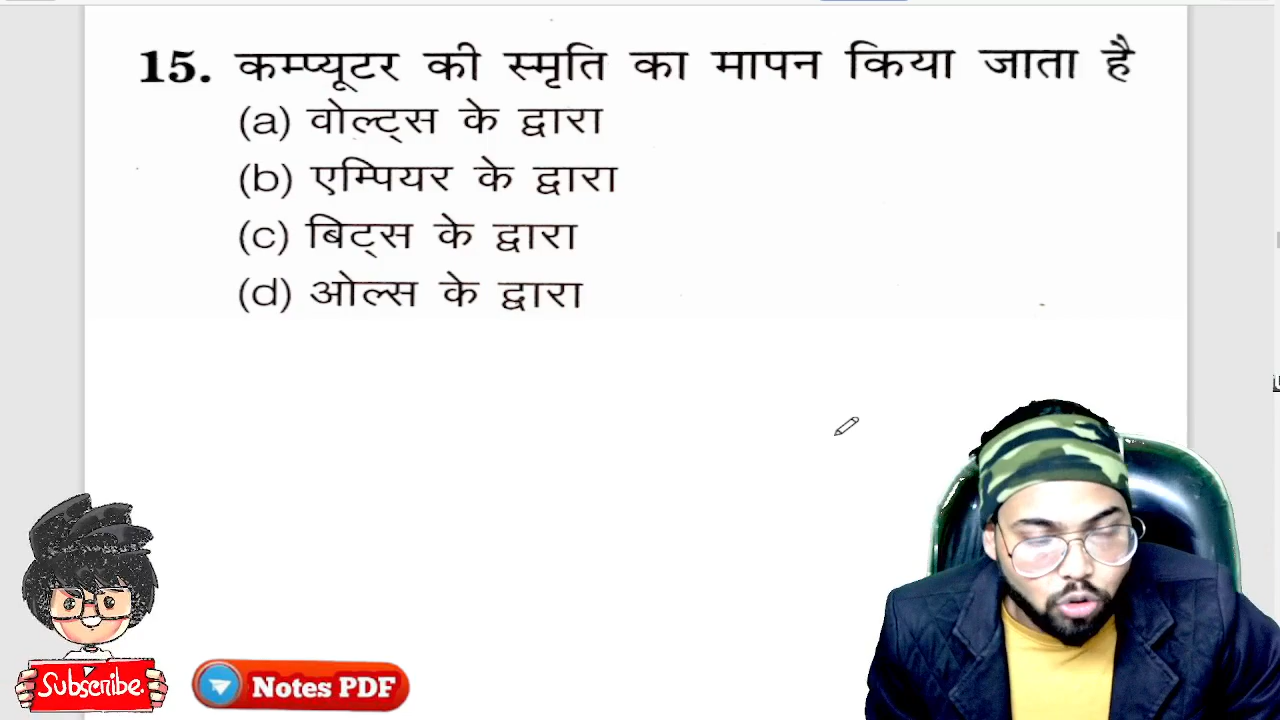 15. कम्प्यूटर की स्मृति का मापन किया जाता है
(a) वोल्ट्स के द्वारा
(b) एम्पियर के द्वारा
(c) बिट्स के द्वारा
(d) ओल्स के द्वारा
Subscribe.
Notes PDF